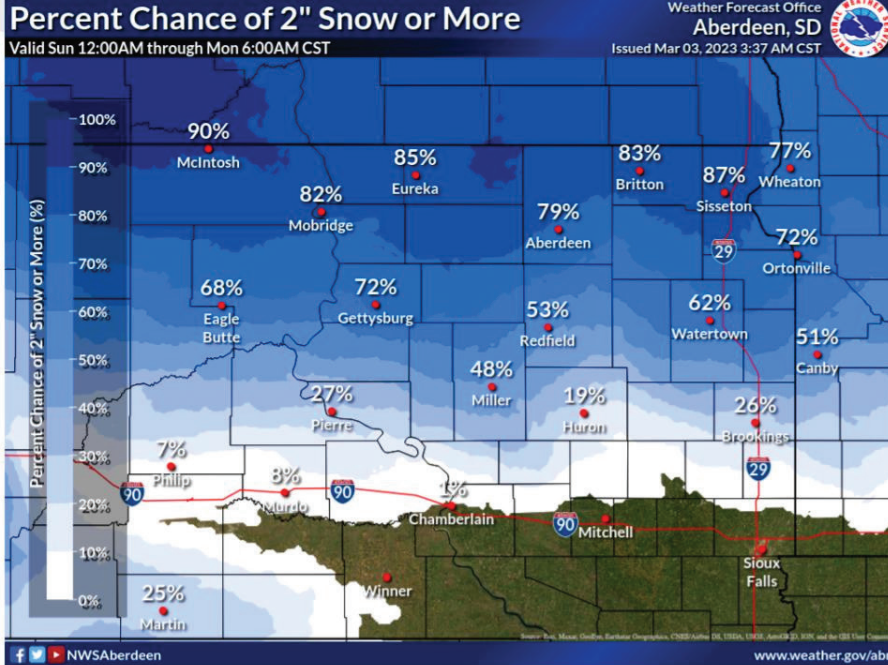 Percent Chance of 2" Snow or More
Valid Sun 12:00AM through Mon 6:00AM CST
Weather Forecast Office
Aberdeen, SD
Issued Mar 03, 2023 3:37 AM CST
NATIONAL WEATHER SERVICE
Percent Chance of 2" Snow or More (%)
100%
90%
80%
70%
60%
50%
40%
30%
20%
10%
0%
90%
McIntosh
85%
Eureka
83%
Britton
77%
Wheaton
87%
Sisseton
82%
Mobridge
79%
Aberdeen
29
72%
Ortonville
68%
Eagle
Butte
72%
Gettysburg
53%
Redfield
62%
Watertown
51%
Canby
48%
Miller
27%
Pierre
19%
Huron
26%
Brookings
7%
Philip
8%
Murdo
90
90
29
1%
Chamberlain
90
Mitchell
Sioux
Falls
Winner
25%
Martin
NWSAberdeen
www.weather.gov/abr